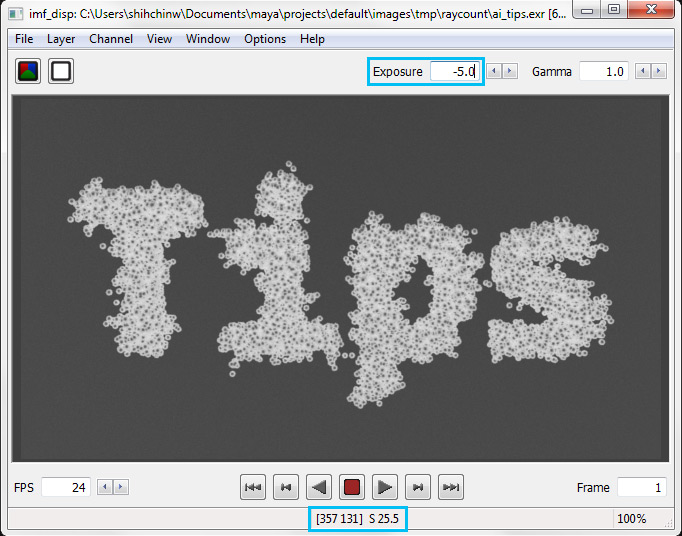 imf_disp: C:\Users\shihchinw\Documents\maya\projects\default\images\tmp\raycount\ai_tips.exr [6...
File Layer Channel View Window Options Help
Exposure -5.0 Gamma 1.0
Tips
FPS 24 Frame 1
[357 131] S 25.5 100%